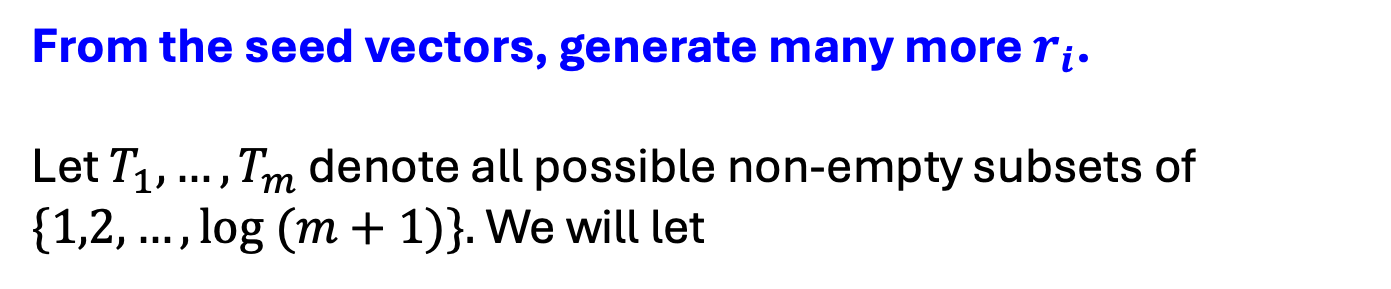 From the seed vectors, generate many more rᵢ.
Let T₁, … , Tₘ denote all possible non-empty subsets of
{1,2, … , log (m + 1)}. We will let